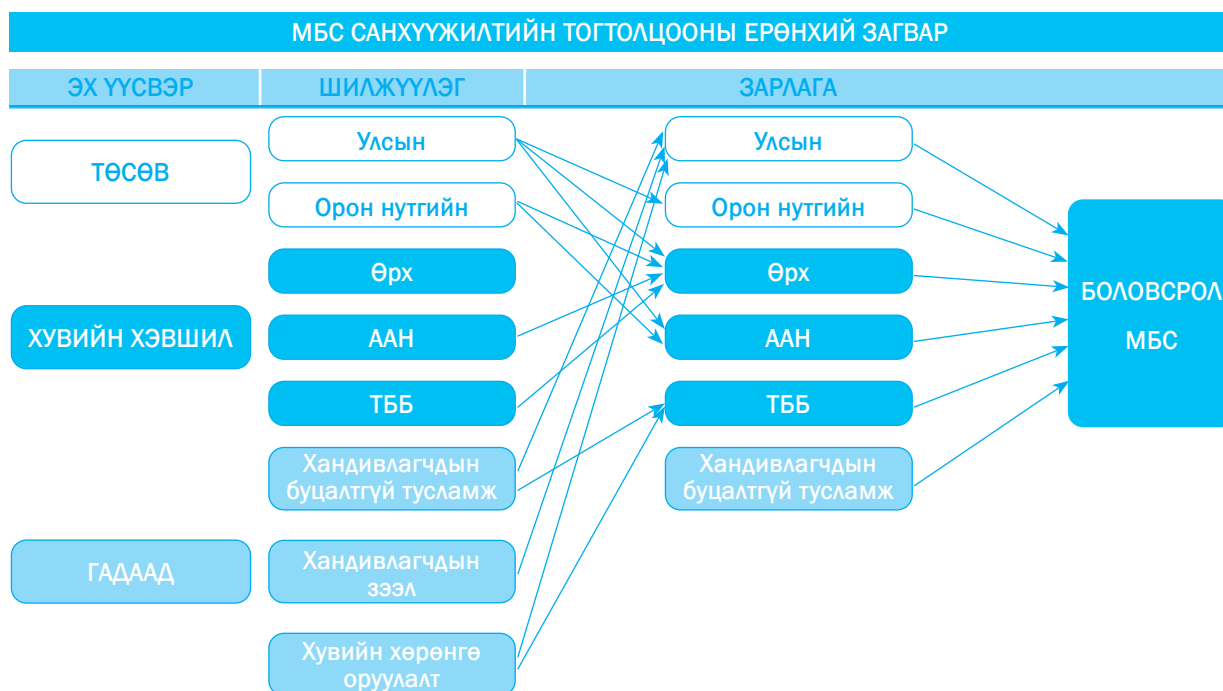 МБС САНХҮҮЖИЛТИЙН ТОГТОЛЦООНЫ ЕРӨНХИЙ ЗАГВАР
ЭХ ҮҮСВЭР
ШИЛЖҮҮЛЭГ
ЗАРЛАГА
ТӨСӨВ
ХУВИЙН ХЭВШИЛ
ГАДААД
Улсын
Орон нутгийн
Өрх
ААН
ТББ
Хандивлагчдын
буцалтгүй тусламж
Хандивлагчдын
зээл
Хувийн хөрөнгө
оруулалт
Улсын
Орон нутгийн
Өрх
ААН
ТББ
Хандивлагчдын
буцалтгүй тусламж
БОЛОВСРОЛ
МБС